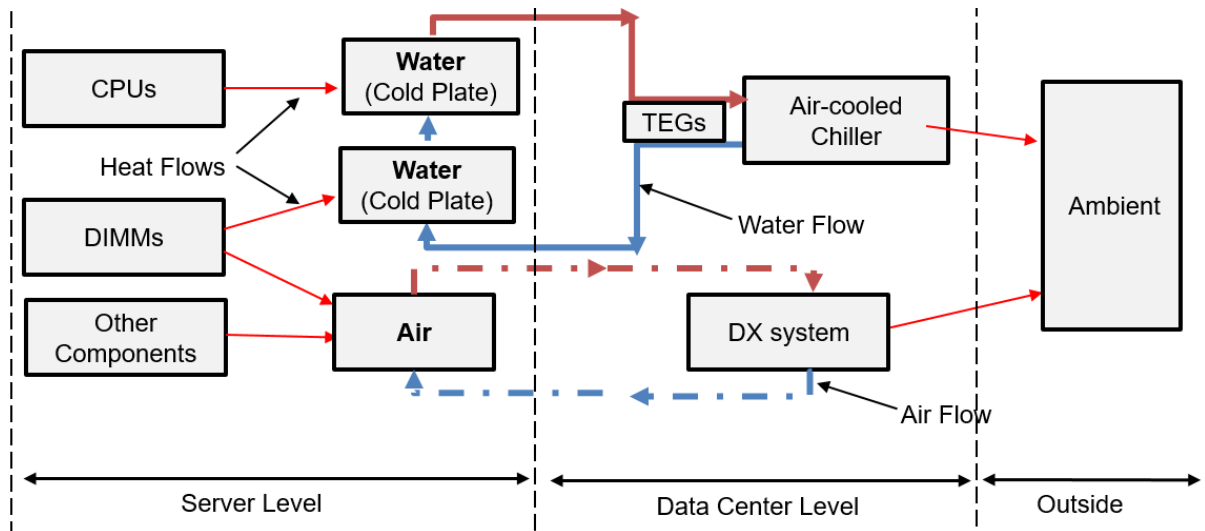 CPUs
Water
(Cold Plate)
TEGs
Air-cooled
Chiller
Heat Flows
Water
(Cold Plate)
DIMMs
Water Flow
Ambient
Other
Components
Air
DX system
Air Flow
Server Level
Data Center Level
Outside